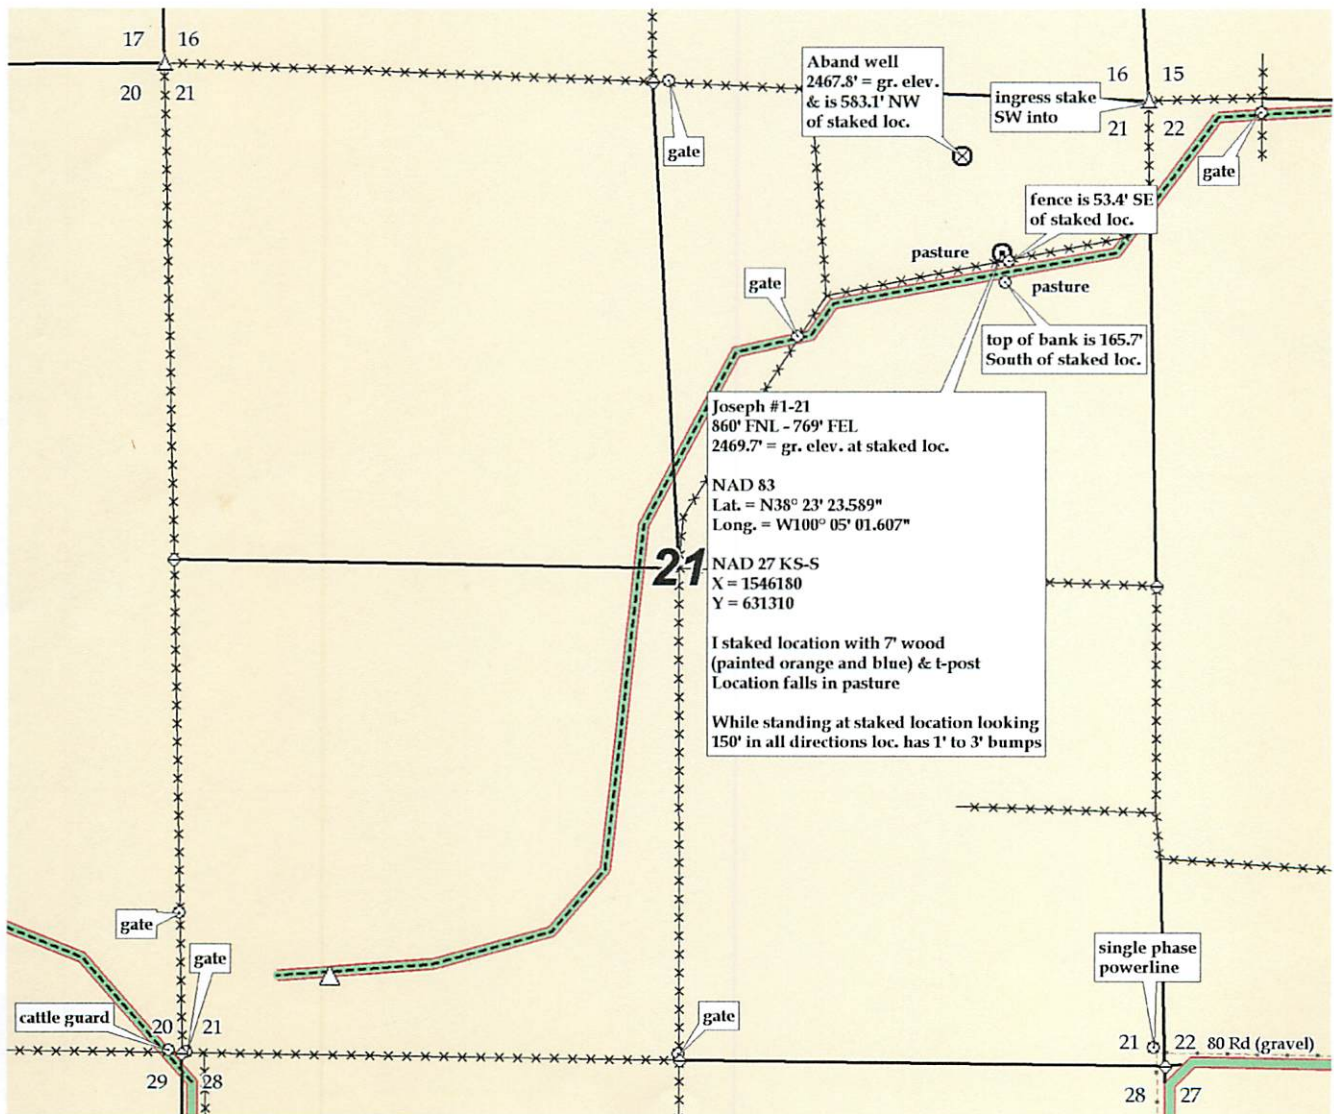 17 16
20 21
Aband well
2467.8' = gr. elev.
& is 583.1' NW
of staked loc.
ingress stake
SW into
16 15
21 22
gate
gate
fence is 53.4' SE
of staked loc.
pasture
gate
pasture
top of bank is 165.7'
South of staked loc.
Joseph #1-21
860' FNL - 769' FEL
2469.7' = gr. elev. at staked loc.
NAD 83
Lat. = N38° 23' 23.589"
Long. = W100° 05' 01.607"
21
NAD 27 KS-S
X = 1546180
Y = 631310
I staked location with 7' wood
(painted orange and blue) & t-post
Location falls in pasture
While standing at staked location looking
150' in all directions loc. has 1' to 3' bumps
gate
gate
single phase
powerline
cattle guard
20 21
gate
21 22 80 Rd (gravel)
29 28
28 27